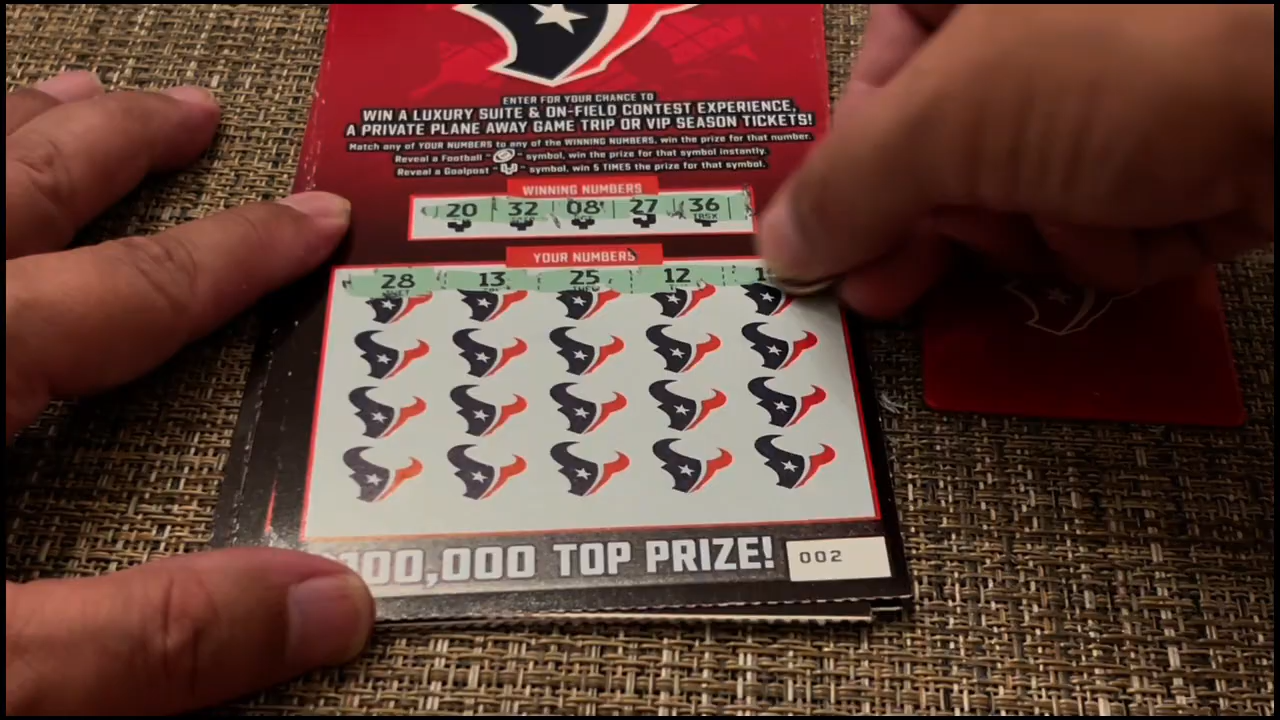 ENTER FOR YOUR CHANCE TO
WIN A LUXURY SUITE & ON-FIELD CONTEST EXPERIENCE,
A PRIVATE PLANE AWAY GAME TRIP OR VIP SEASON TICKETS!
Match any of YOUR NUMBERS to any of the WINNING NUMBERS, win the prize for that number.
Reveal a Football " " symbol, win the prize for that symbol instantly.
Reveal a Goalpost " " symbol, win 5 TIMES the prize for that symbol.
WINNING NUMBERS
20 32 08 27 36
TRSX
YOUR NUMBERS
28 13 25 12
100,000 TOP PRIZE! 002